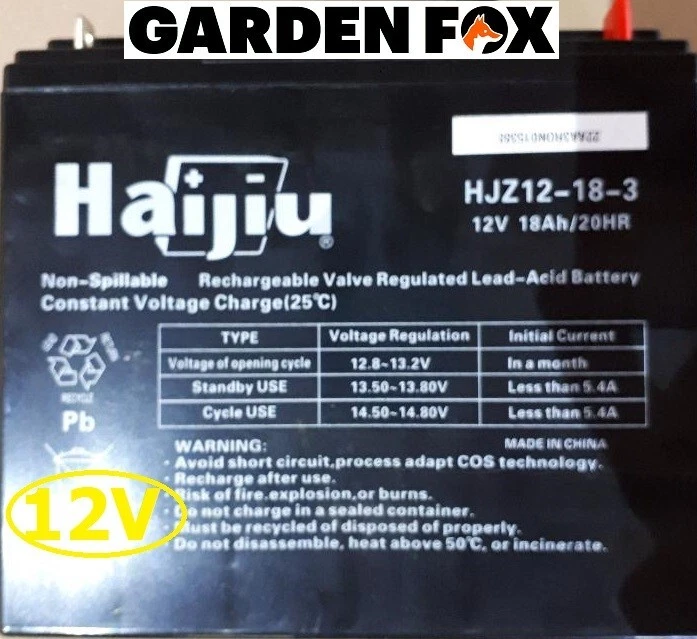 GARDEN FOX
Haijiu®
HJZ12-18-3
12V 18Ah/20HR
Non-Spillable Rechargeable Valve Regulated Lead-Acid Battery
Constant Voltage Charge(25℃)
TYPE Voltage Regulation Initial Current
Voltage of opening cycle 12.8~13.2V In a month
Standby USE 13.50~13.80V Less than 5.4A
Cycle USE 14.50~14.80V Less than 5.4A
RECYCLE
Pb
WARNING: MADE IN CHINA
· Avoid short circuit,process adapt COS technology.
· Recharge after use.
· Risk of fire.explosion,or burns.
· Do not charge in a sealed container.
· Must be recycled of disposed of properly.
· Do not disassemble, heat above 50℃, or incinerate.
12V